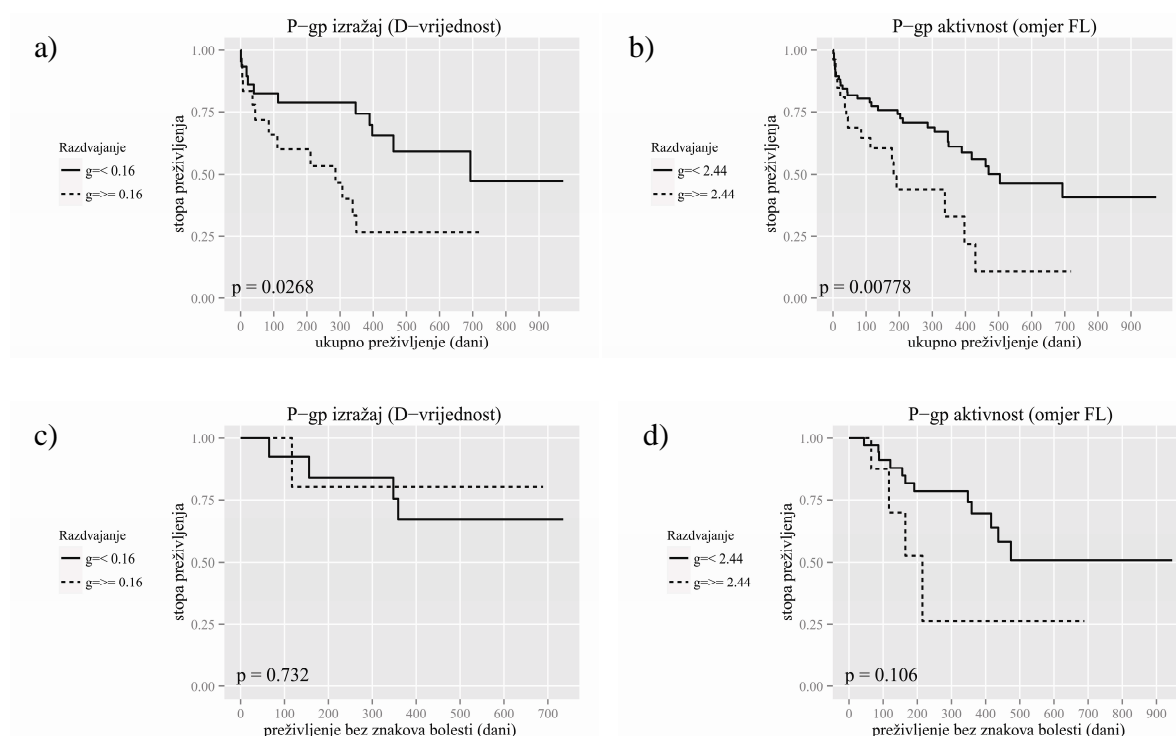 a)
P-gp izražaj (D-vrijednost)
Razdvajanje
g=< 0.16
g=>= 0.16
stopa preživljenja
1.00
0.75
0.50
0.25
0.00
p = 0.0268
0 100 200 300 400 500 600 700 800 900
ukupno preživljenje (dani)
b)
P-gp aktivnost (omjer FL)
Razdvajanje
g=< 2.44
g=>= 2.44
stopa preživljenja
1.00
0.75
0.50
0.25
0.00
p = 0.00778
0 100 200 300 400 500 600 700 800 900
ukupno preživljenje (dani)
c)
P-gp izražaj (D-vrijednost)
Razdvajanje
g=< 0.16
g=>= 0.16
stopa preživljenja
1.00
0.75
0.50
0.25
0.00
p = 0.732
0 100 200 300 400 500 600 700
preživljenje bez znakova bolesti (dani)
d)
P-gp aktivnost (omjer FL)
Razdvajanje
g=< 2.44
g=>= 2.44
stopa preživljenja
1.00
0.75
0.50
0.25
0.00
p = 0.106
0 100 200 300 400 500 600 700 800 900
preživljenje bez znakova bolesti (dani)